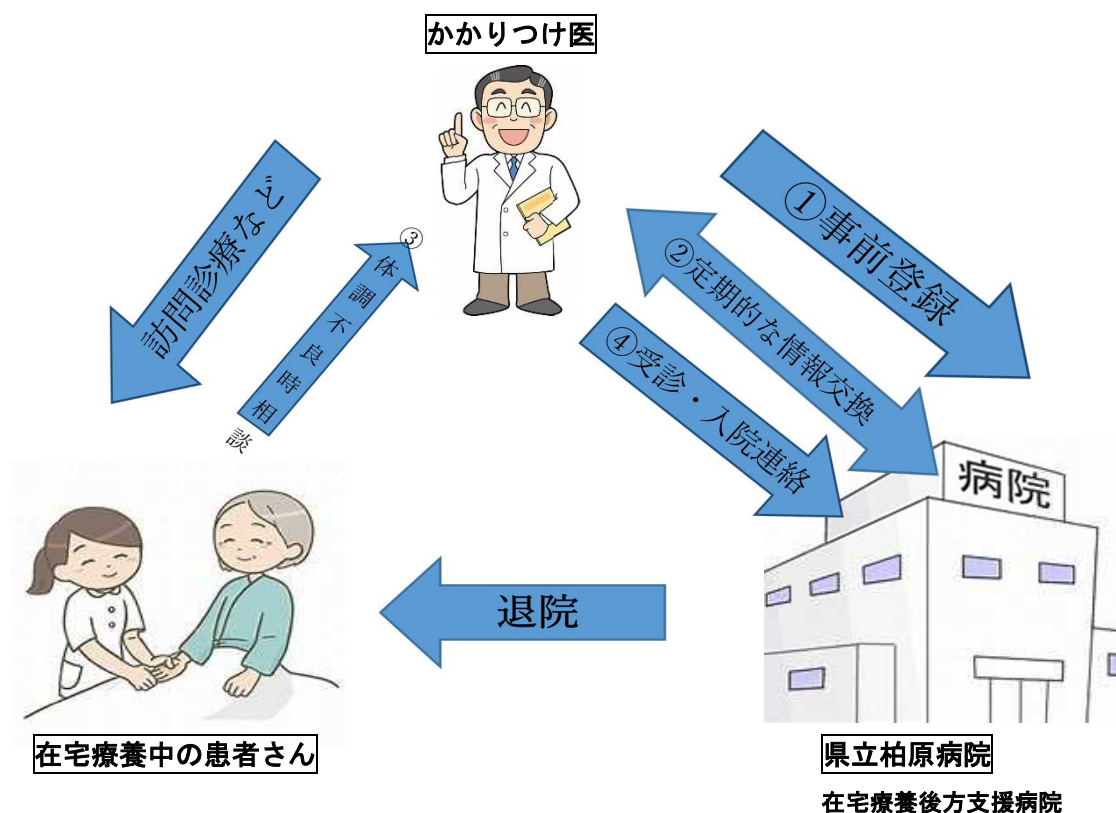 かかりつけ医
訪問診療など
③体調不良時相談
①事前登録
②定期的な情報交換
④受診・入院連絡
病院
退院
在宅療養中の患者さん
県立柏原病院
在宅療養後方支援病院